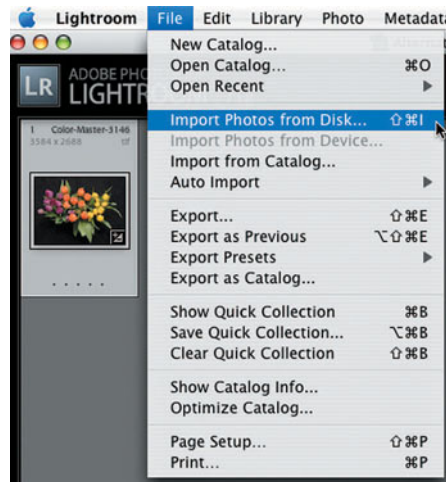 Lightroom File Edit Library Photo Metadat
New Catalog...
Open Catalog... ⌘O
Open Recent ▶
Import Photos from Disk... ⇧⌘I
Import Photos from Device...
Import from Catalog...
Auto Import ▶
Export... ⇧⌘E
Export as Previous ⌥⇧⌘E
Export Presets ▶
Export as Catalog...
Show Quick Collection ⌘B
Save Quick Collection... ⌥⌘B
Clear Quick Collection ⇧⌘B
Show Catalog Info...
Optimize Catalog...
Page Setup... ⇧⌘P
Print... ⌘P
LR ADOBE PHO
LIGHTR
1 Color-Master-3146
3584 x 2688 tif